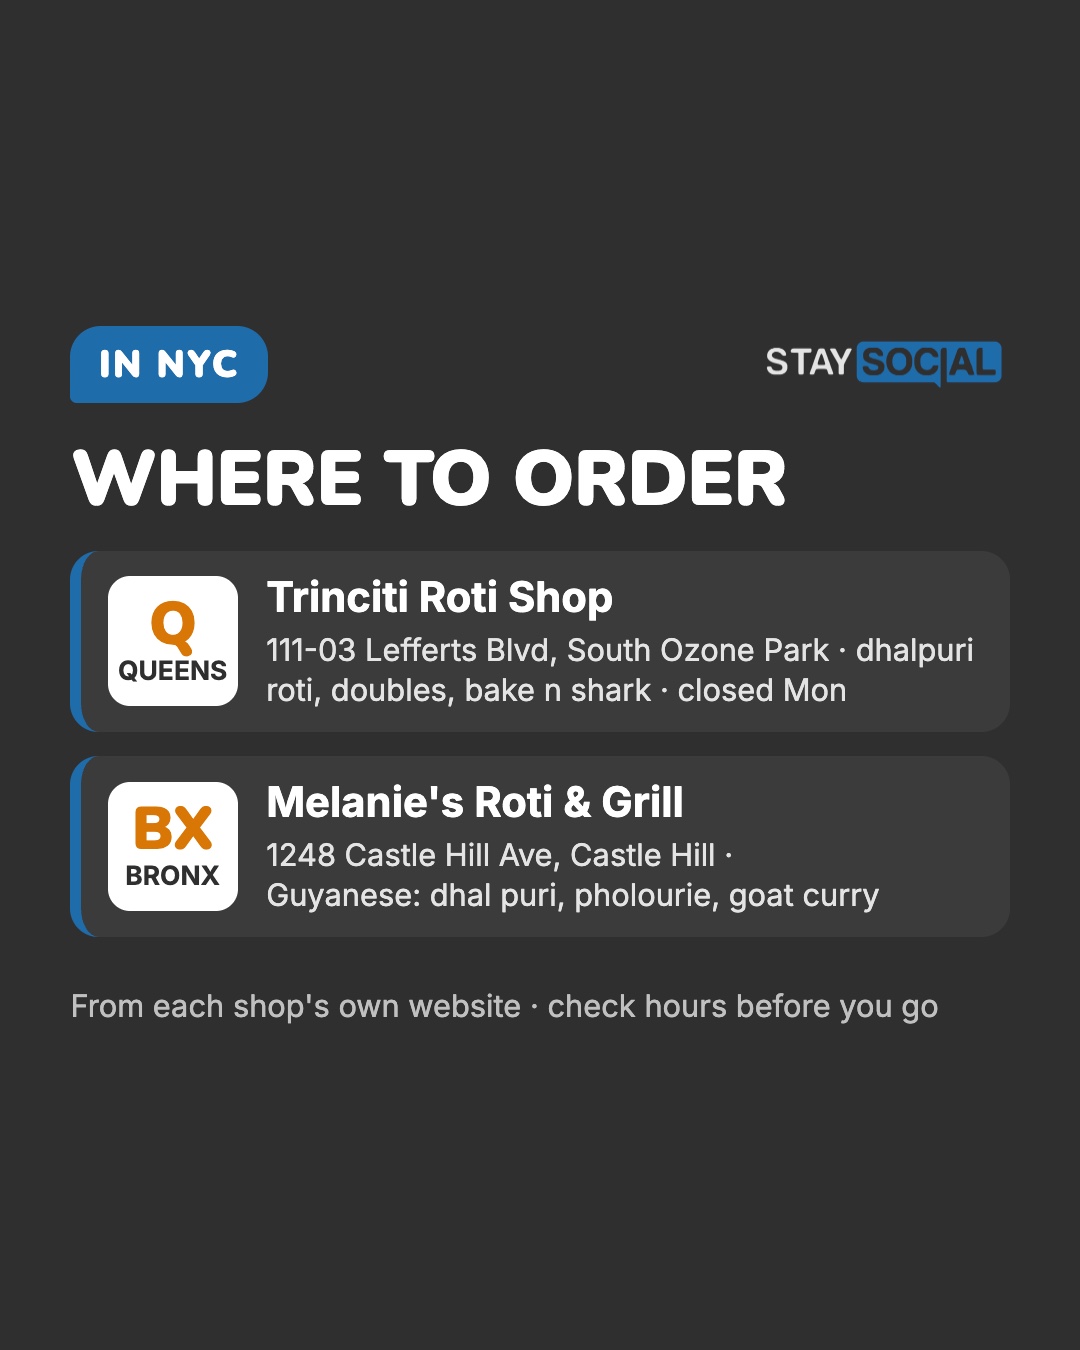 IN NYC
STAY SOCIAL
WHERE TO ORDER
Q
QUEENS
Trinciti Roti Shop
111-03 Lefferts Blvd, South Ozone Park · dhalpuri
roti, doubles, bake n shark · closed Mon
BX
BRONX
Melanie's Roti & Grill
1248 Castle Hill Ave, Castle Hill ·
Guyanese: dhal puri, pholourie, goat curry
From each shop's own website · check hours before you go